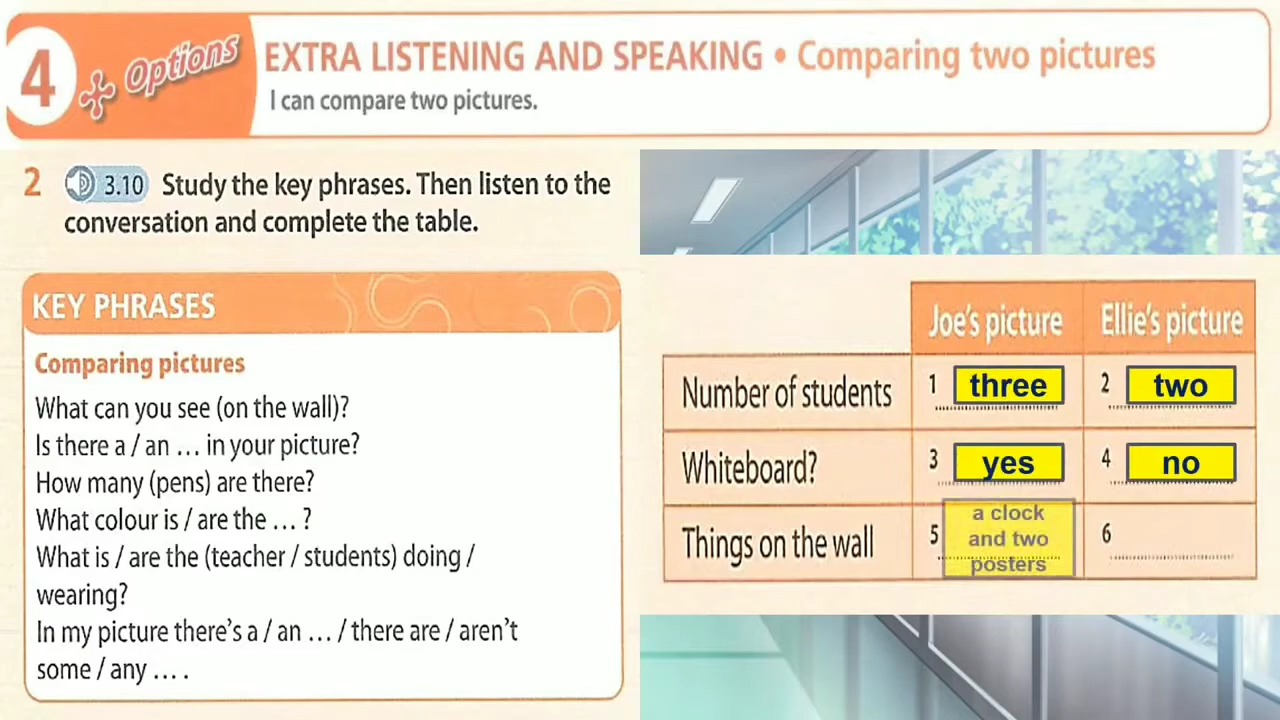 4 Options
EXTRA LISTENING AND SPEAKING • Comparing two pictures
I can compare two pictures.
2 3.10 Study the key phrases. Then listen to the
conversation and complete the table.
KEY PHRASES
Comparing pictures
What can you see (on the wall)?
Is there a / an ... in your picture?
How many (pens) are there?
What colour is / are the ... ?
What is / are the (teacher / students) doing /
wearing?
In my picture there's a / an ... / there are / aren't
some / any ... .
Joe's picture Ellie's picture
Number of students 1 three 2 two
Whiteboard? 3 yes 4 no
Things on the wall 5 a clock
and two
posters
6